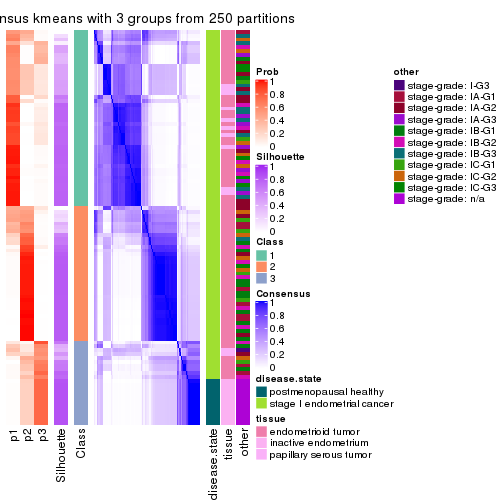 nsus kmeans with 3 groups from 250 partitions
Prob
1
0.8
0.6
0.4
0.2
0
Silhouette
1
0.8
0.6
0.4
0.2
0
Class
1
2
3
Consensus
1
0.8
0.6
0.4
0.2
0
disease.state
postmenopausal healthy
stage I endometrial cancer
tissue
endometrioid tumor
inactive endometrium
papillary serous tumor
other
stage-grade: I-G3
stage-grade: IA-G1
stage-grade: IA-G2
stage-grade: IA-G3
stage-grade: IB-G1
stage-grade: IB-G2
stage-grade: IB-G3
stage-grade: IC-G1
stage-grade: IC-G2
stage-grade: IC-G3
stage-grade: n/a
p1
p2
p3
Silhouette
Class
disease.state
tissue
other